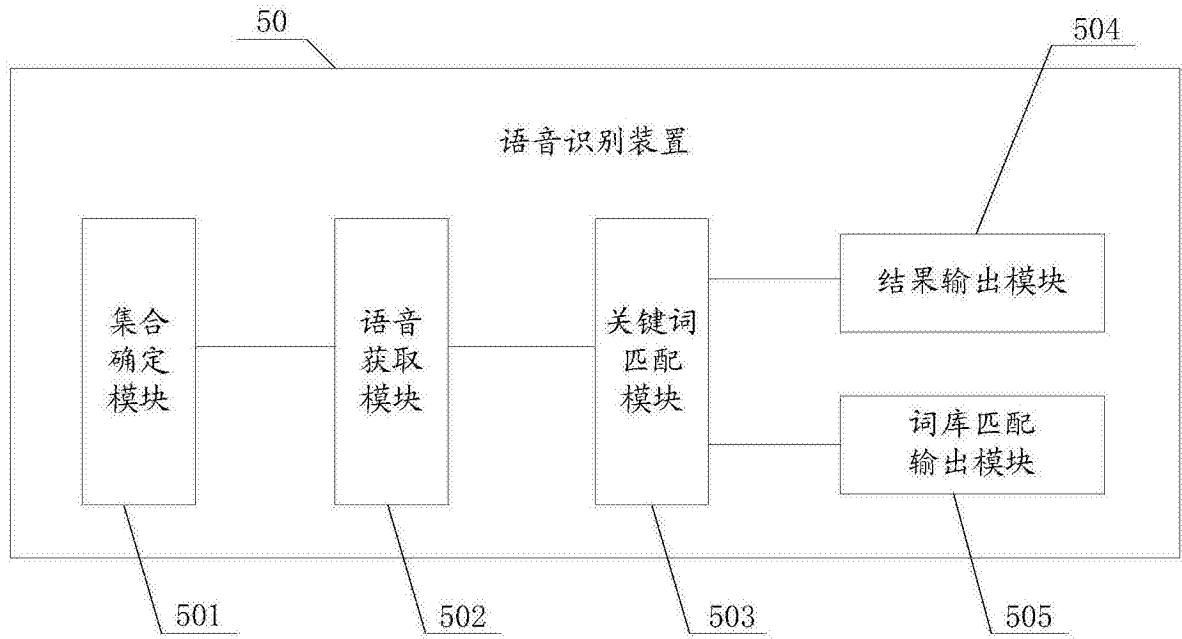 50
504
语音识别装置
集合
确定
模块
语音
获取
模块
关键词
匹配
模块
结果输出模块
词库匹配
输出模块
501
502
503
505